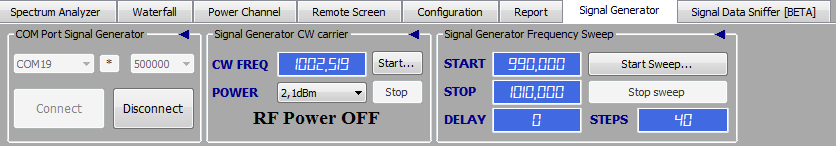 Spectrum Analyzer Waterfall Power Channel Remote Screen Configuration Report Signal Generator Signal Data Sniffer [BETA]
COM Port Signal Generator
COM19 * 500000
Connect Disconnect
Signal Generator CW carrier
CW FREQ 1002,519 Start...
POWER 2,1dBm Stop
RF Power OFF
Signal Generator Frequency Sweep
START 990,000 Start Sweep...
STOP 1010,000 Stop sweep
DELAY 0 STEPS 40